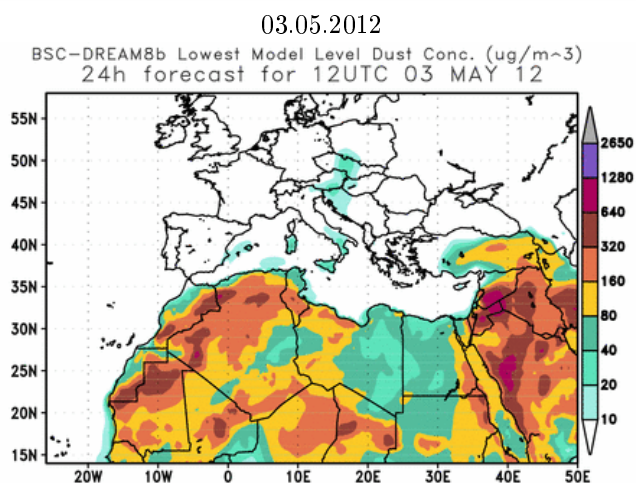 03.05.2012
BSC-DREAM8b Lowest Model Level Dust Conc. (ug/m^3)
24h forecast for 12UTC 03 MAY 12
55N
50N
45N
40N
35N
30N
25N
20N
15N
20W 10W 0 10E 20E 30E 40E 50E
2650
1280
640
320
160
80
40
20
10